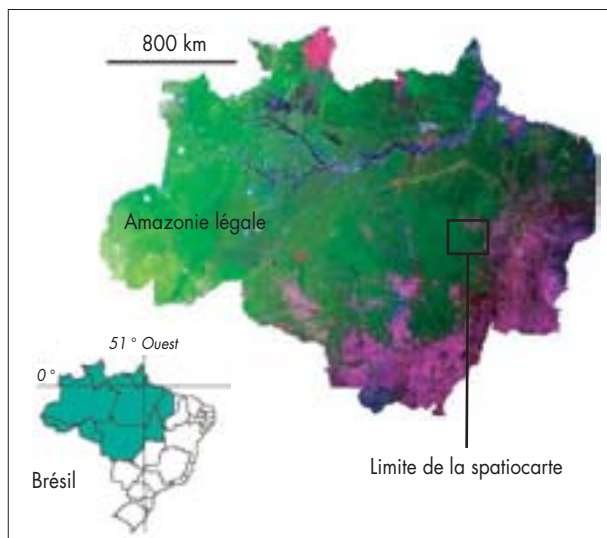 800 km
Amazonie légale
51° Ouest
0°
Brésil
Limite de la spatiocarte